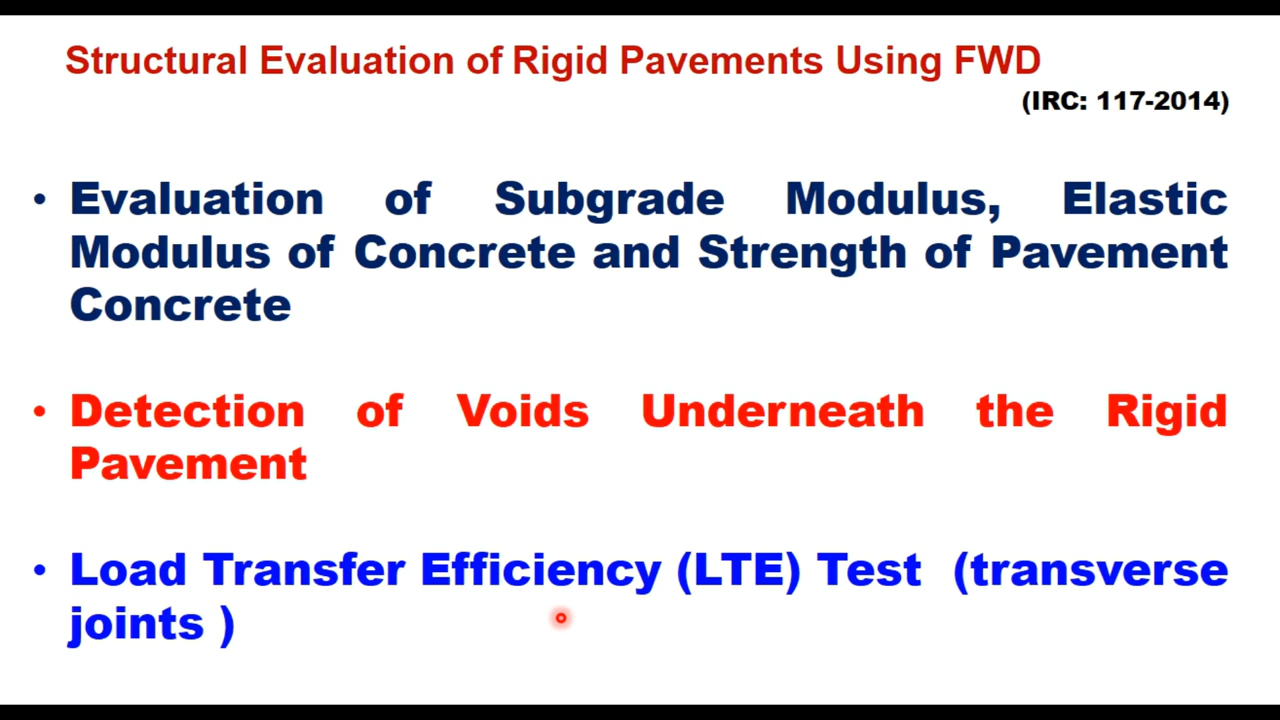 Structural Evaluation of Rigid Pavements Using FWD
(IRC: 117-2014)
• Evaluation of Subgrade Modulus, Elastic
Modulus of Concrete and Strength of Pavement
Concrete
• Detection of Voids Underneath the Rigid
Pavement
• Load Transfer Efficiency (LTE) Test (transverse
joints )